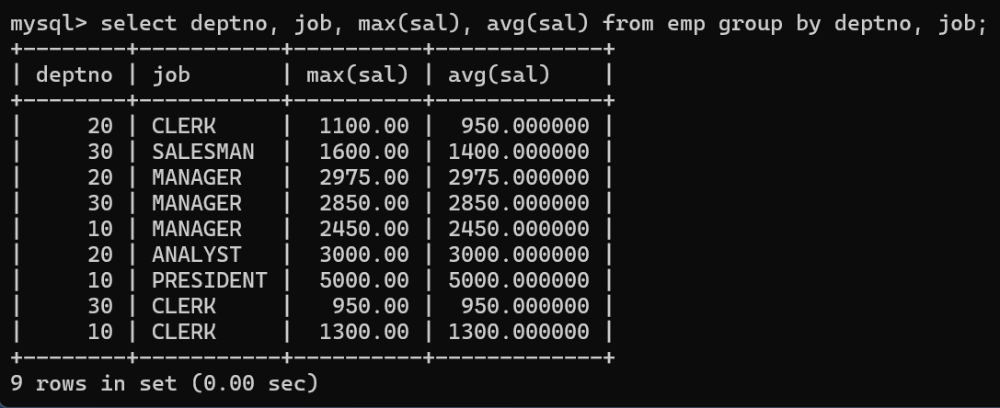 mysql> select deptno, job, max(sal), avg(sal) from emp group by deptno, job;
+--------+-----------+----------+-------------+
| deptno | job       | max(sal) | avg(sal)    |
+--------+-----------+----------+-------------+
|     20 | CLERK     |  1100.00 |  950.000000 |
|     30 | SALESMAN  |  1600.00 | 1400.000000 |
|     20 | MANAGER   |  2975.00 | 2975.000000 |
|     30 | MANAGER   |  2850.00 | 2850.000000 |
|     10 | MANAGER   |  2450.00 | 2450.000000 |
|     20 | ANALYST   |  3000.00 | 3000.000000 |
|     10 | PRESIDENT |  5000.00 | 5000.000000 |
|     30 | CLERK     |   950.00 |  950.000000 |
|     10 | CLERK     |  1300.00 | 1300.000000 |
+--------+-----------+----------+-------------+
9 rows in set (0.00 sec)